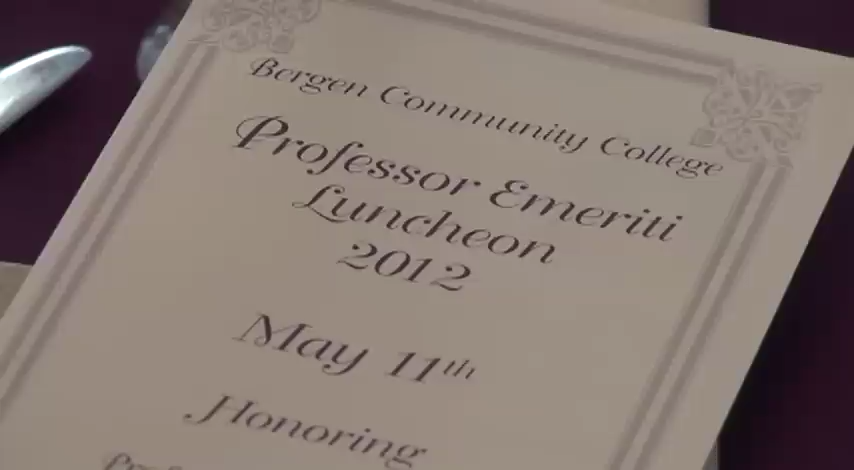 Bergen Community College
Professor Emeriti
Luncheon
2012
May 11th
Honoring